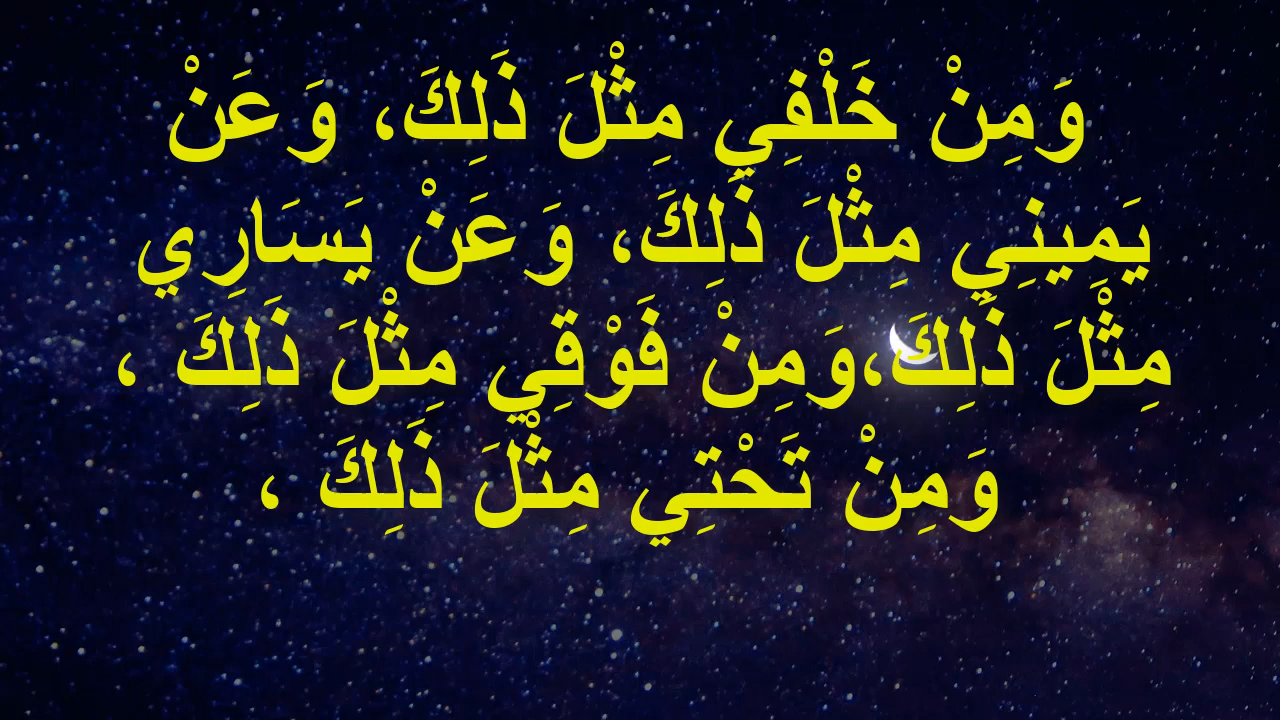 وَمِنْ خَلْفِي مِثْلَ ذَلِكَ، وَعَنْ
يَمِينِي مِثْلَ ذَلِكَ، وَعَنْ يَسَارِي
مِثْلَ ذَلِكَ،وَمِنْ فَوْقِي مِثْلَ ذَلِكَ ،
وَمِنْ تَحْتِي مِثْلَ ذَلِكَ ،